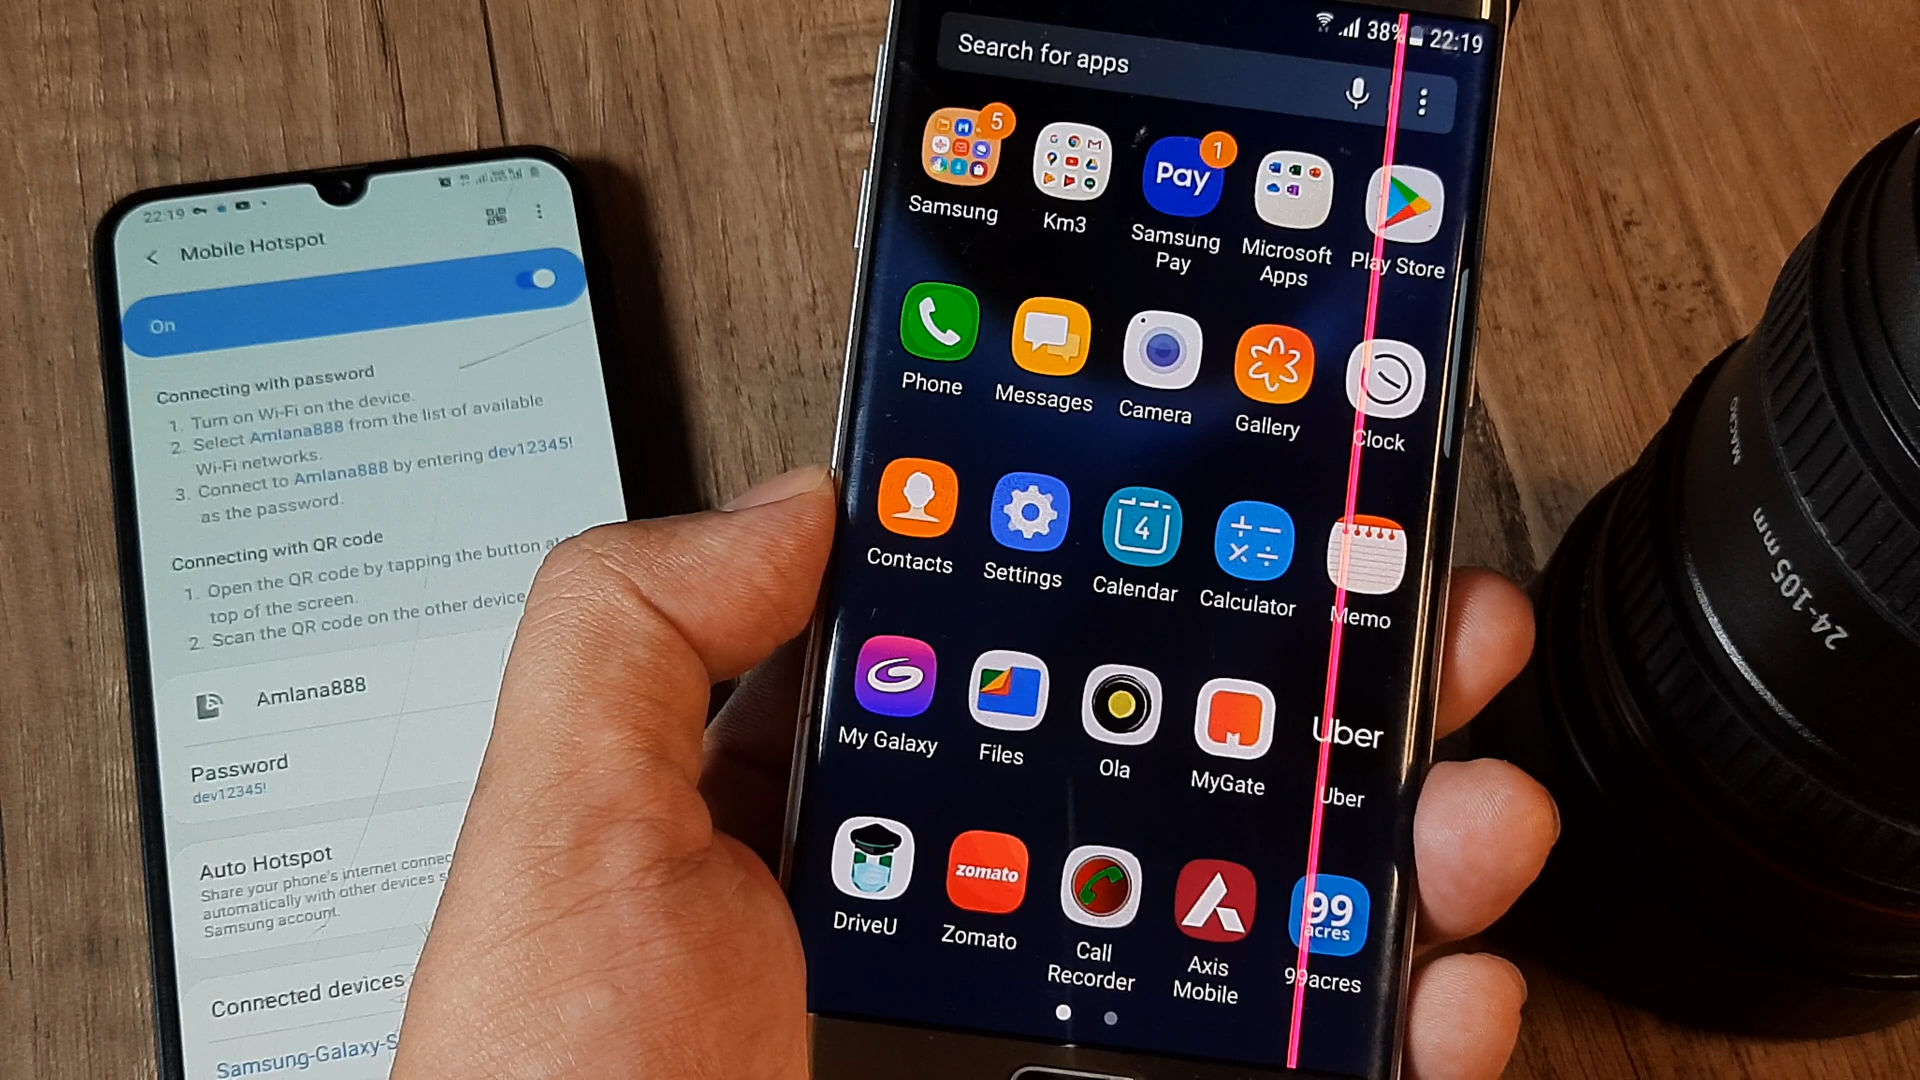 22:19
Mobile Hotspot
On
Connecting with password
1. Turn on Wi-Fi on the device.
2. Select Amlana888 from the list of available
Wi-Fi networks.
3. Connect to Amlana888 by entering dev12345!
as the password.
Connecting with QR code
1. Open the QR code by tapping the button at
top of the screen.
2. Scan the QR code on the other device
Amlana888
Password
dev12345!
Auto Hotspot
Share your phone's internet connec
automatically with other devices s
Samsung account.
Connected devices
Samsung-Galaxy-S
38% 22:19
Search for apps
5
1
Pay
Samsung
Km3
Samsung
Pay
Microsoft
Apps
Play Store
Phone
Messages
Camera
Gallery
Clock
4
Contacts
Settings
Calendar
Calculator
Memo
Uber
My Galaxy
Files
Ola
MyGate
Uber
zomato
99
acres
DriveU
Zomato
Call
Recorder
Axis
Mobile
99acres
MACRO
24-105 mm